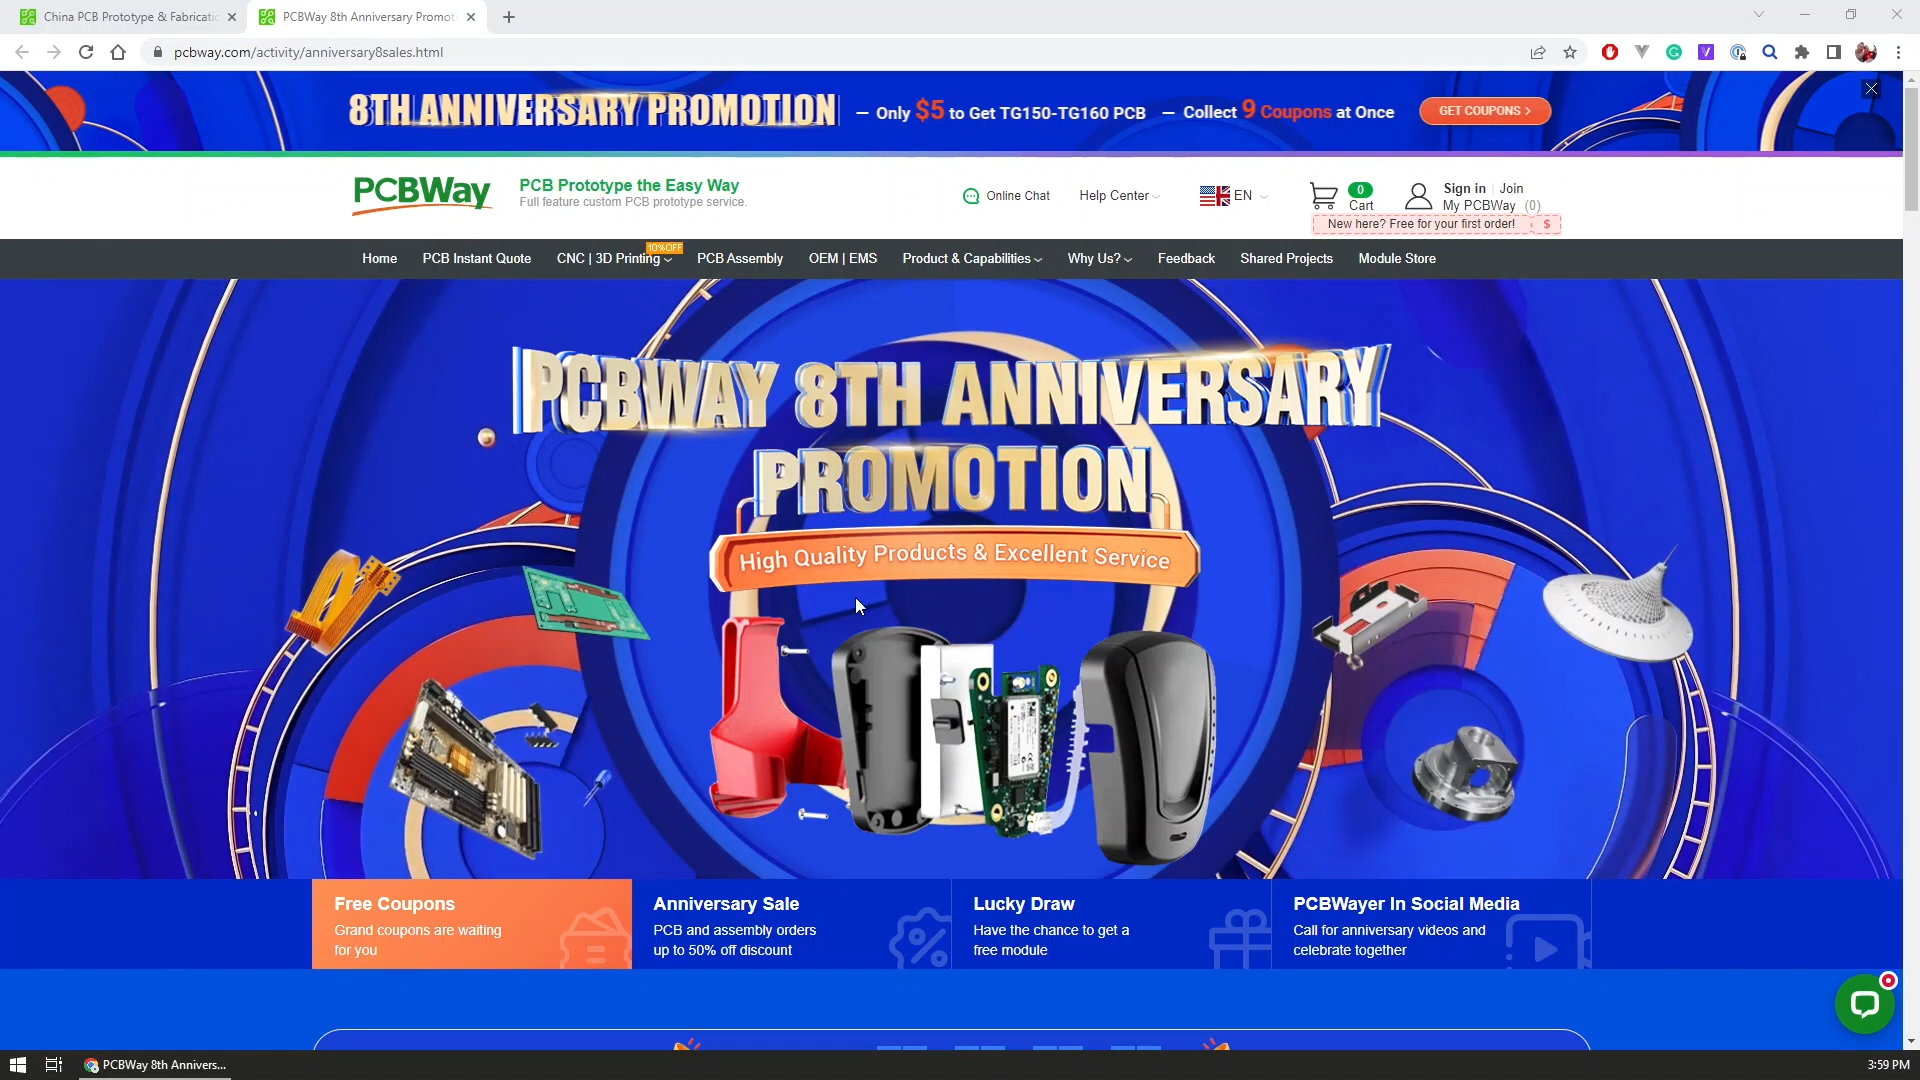 China PCB Prototype & Fabricatio
PCBWay 8th Anniversary Promoti
pcbway.com/activity/anniversary8sales.html
8TH ANNIVERSARY PROMOTION
– Only $5 to Get TG150-TG160 PCB
– Collect 9 Coupons at Once
GET COUPONS >
PCBWay
PCB Prototype the Easy Way
Full feature custom PCB prototype service.
Online Chat
Help Center
EN
0
Cart
Sign in | Join
My PCBWay (0)
New here? Free for your first order! $
Home
PCB Instant Quote
CNC | 3D Printing
10%OFF
PCB Assembly
OEM | EMS
Product & Capabilities
Why Us?
Feedback
Shared Projects
Module Store
PCBWAY 8TH ANNIVERSARY
PROMOTION
High Quality Products & Excellent Service
Free Coupons
Grand coupons are waiting
for you
Anniversary Sale
PCB and assembly orders
up to 50% off discount
Lucky Draw
Have the chance to get a
free module
PCBWayer In Social Media
Call for anniversary videos and
celebrate together
PCBWay 8th Annivers...
3:59 PM